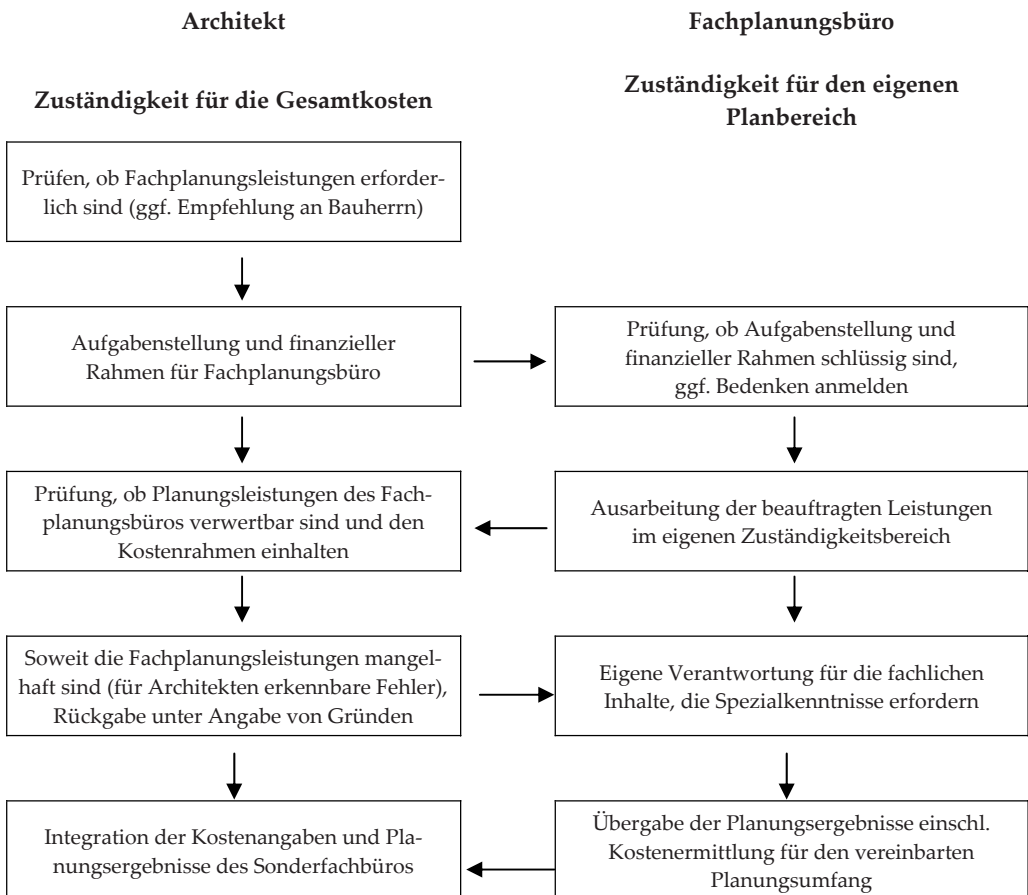 Architekt
Fachplanungsbüro
Zuständigkeit für die Gesamtkosten
Zuständigkeit für den eigenen
Planbereich
Prüfen, ob Fachplanungsleistungen erforder-
lich sind (ggf. Empfehlung an Bauherrn)
Aufgabenstellung und finanzieller
Rahmen für Fachplanungsbüro
Prüfung, ob Aufgabenstellung und
finanzieller Rahmen schlüssig sind,
ggf. Bedenken anmelden
Prüfung, ob Planungsleistungen des Fach-
planungsbüros verwertbar sind und den
Kostenrahmen einhalten
Ausarbeitung der beauftragten Leistungen
im eigenen Zuständigkeitsbereich
Soweit die Fachplanungsleistungen mangel-
haft sind (für Architekten erkennbare Fehler),
Rückgabe unter Angabe von Gründen
Eigene Verantwortung für die fachlichen
Inhalte, die Spezialkenntnisse erfordern
Integration der Kostenangaben und Pla-
nungsergebnisse des Sonderfachbüros
Übergabe der Planungsergebnisse einschl.
Kostenermittlung für den vereinbarten
Planungsumfang